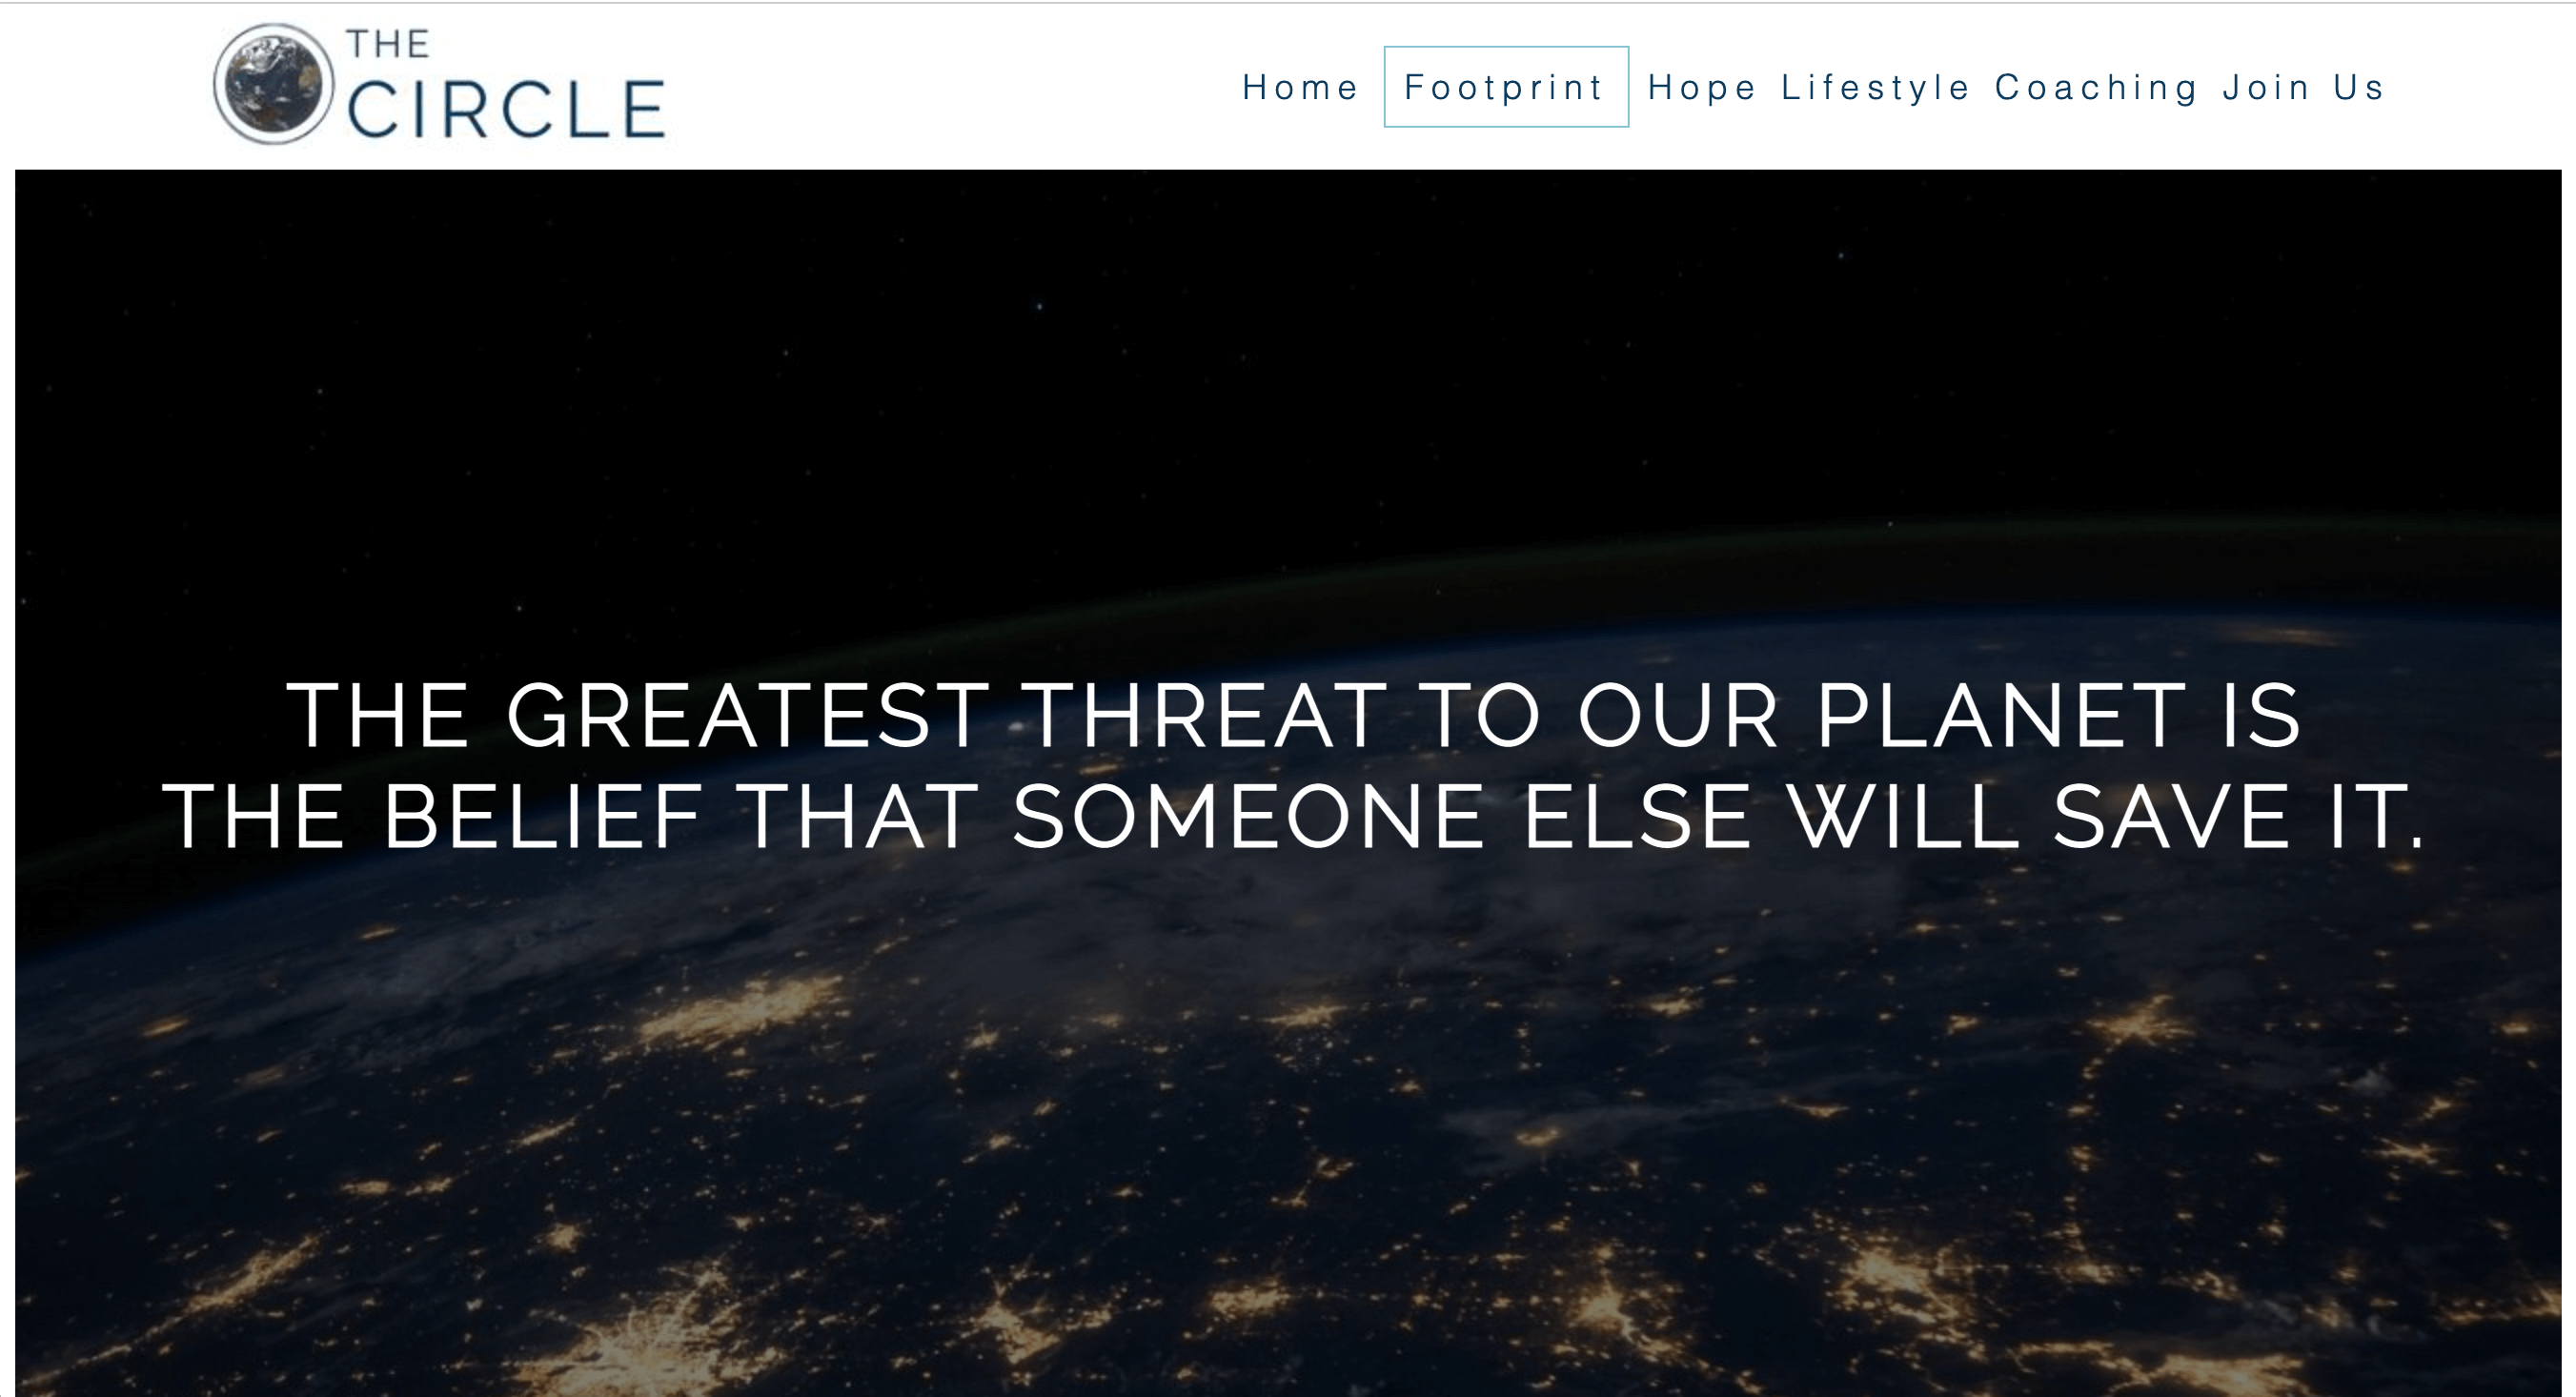 THE
CIRCLE
Home Footprint Hope Lifestyle Coaching Join Us
THE GREATEST THREAT TO OUR PLANET IS
THE BELIEF THAT SOMEONE ELSE WILL SAVE IT.